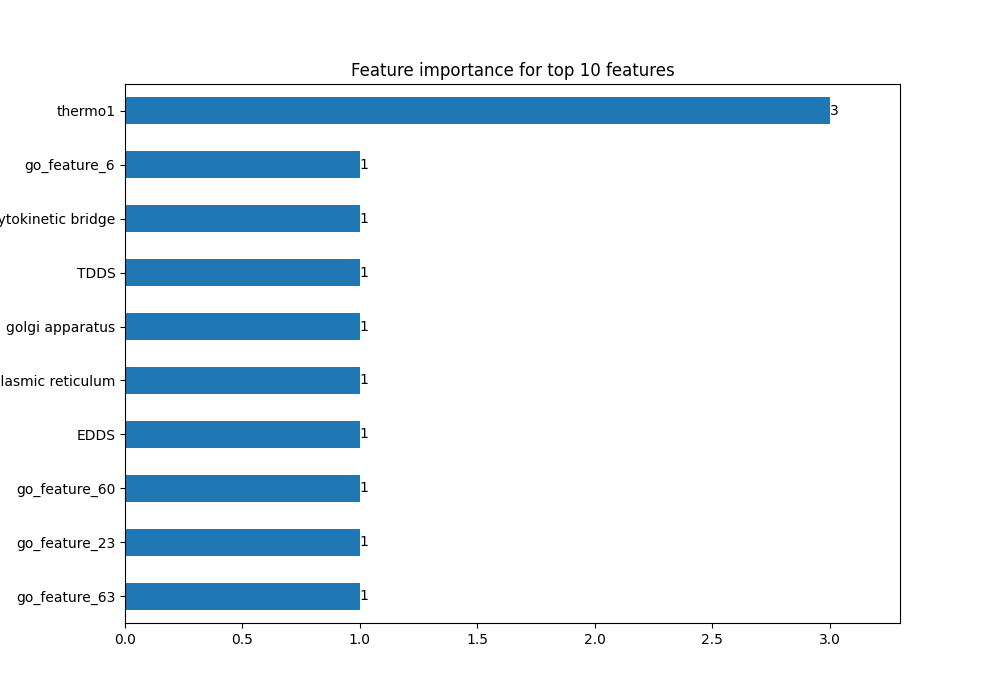 Feature importance for top 10 features
thermo1
3
go_feature_6
1
ytokinetic bridge
1
TDDS
1
golgi apparatus
1
lasmic reticulum
1
EDDS
1
go_feature_60
1
go_feature_23
1
go_feature_63
1
0.0 0.5 1.0 1.5 2.0 2.5 3.0